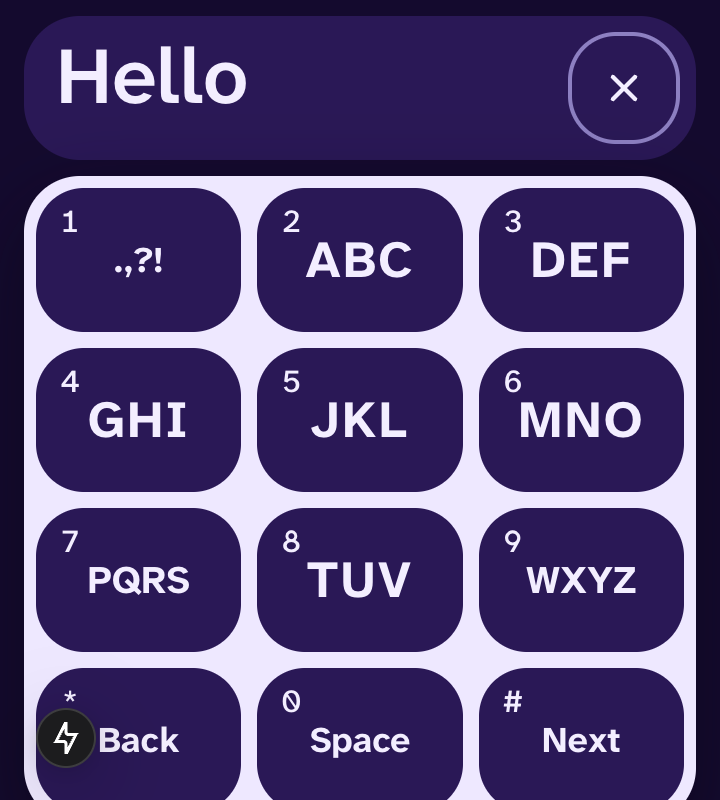 Hello
1
.,?!
2
ABC
3
DEF
4
GHI
5
JKL
6
MNO
7
PQRS
8
TUV
9
WXYZ
*
Back
0
Space
#
Next